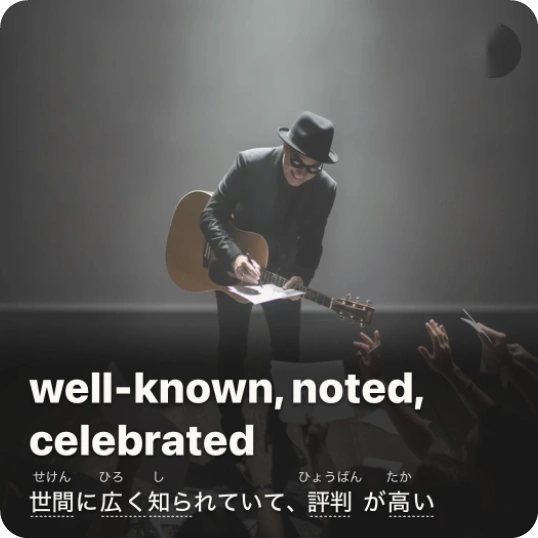 well-known, noted,
celebrated
せけん ひろ し ひょうばん たか
世間に広く知られていて、評判が高い